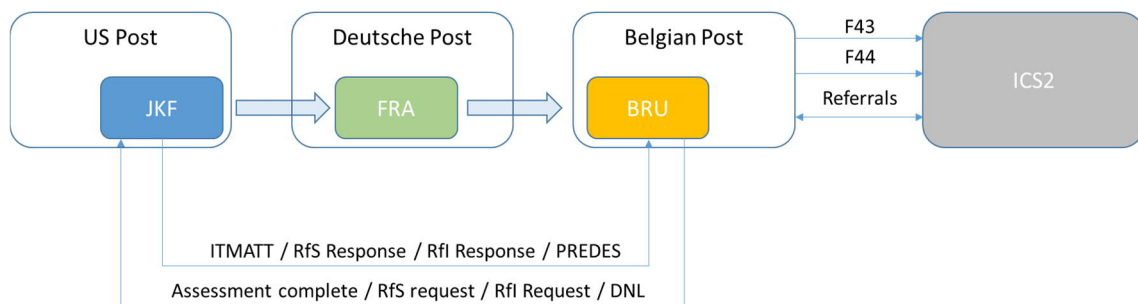 US Post
Deutsche Post
Belgian Post
F43
F44
Referrals
ICS2
JKF
FRA
BRU
ITMATT / RfS Response / RfI Response / PREDES
Assessment complete / RfS request / RfI Request / DNL